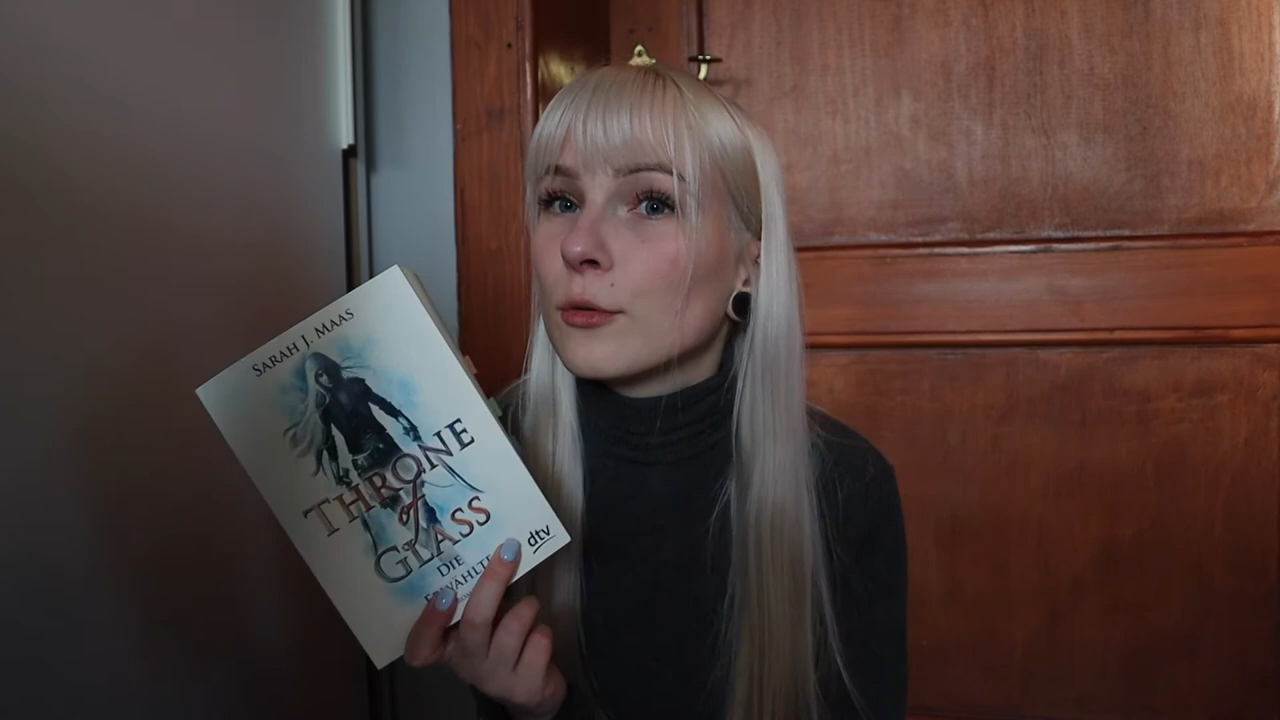 SARAH J. MAAS
THRONE
of
GLASS
DIE
dtv